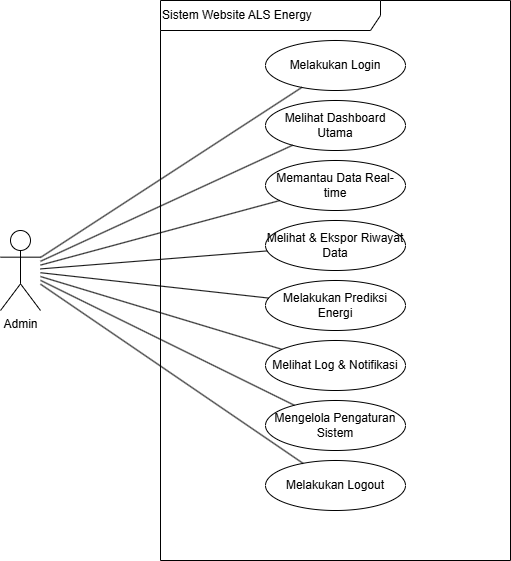 Sistem Website ALS Energy
Melakukan Login
Melihat Dashboard
Utama
Memantau Data Real-
time
Melihat & Ekspor Riwayat
Data
Melakukan Prediksi
Energi
Admin
Melihat Log & Notifikasi
Mengelola Pengaturan
Sistem
Melakukan Logout